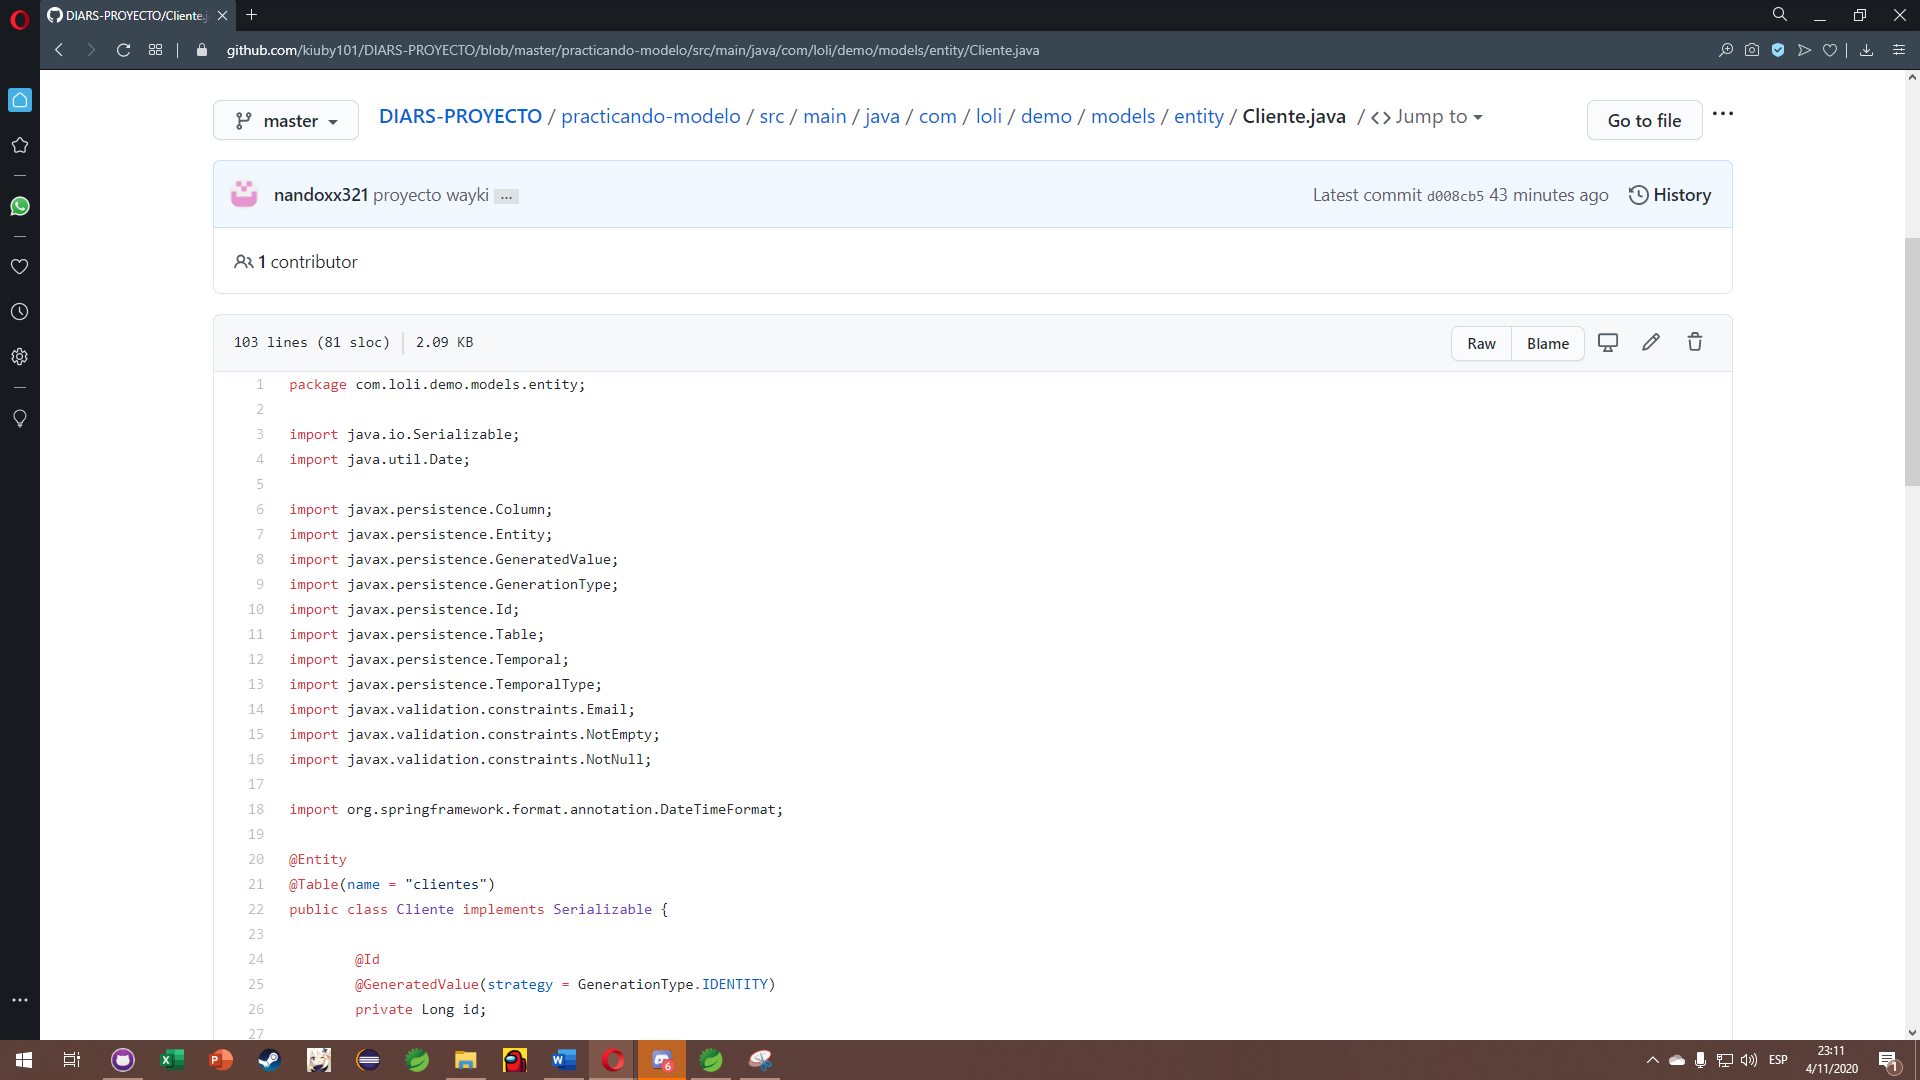 DIARS-PROYECTO/Cliente.j
github.com/kiuby101/DIARS-PROYECTO/blob/master/practicando-modelo/src/main/java/com/loli/demo/models/entity/Cliente.java
master
DIARS-PROYECTO / practicando-modelo / src / main / java / com / loli / demo / models / entity / Cliente.java / <> Jump to
Go to file
...
nandoxx321 proyecto wayki ...
Latest commit d008cb5 43 minutes ago
History
1 contributor
103 lines (81 sloc) 2.09 KB
Raw
Blame
1 package com.loli.demo.models.entity;
2
3 import java.io.Serializable;
4 import java.util.Date;
5
6 import javax.persistence.Column;
7 import javax.persistence.Entity;
8 import javax.persistence.GeneratedValue;
9 import javax.persistence.GenerationType;
10 import javax.persistence.Id;
11 import javax.persistence.Table;
12 import javax.persistence.Temporal;
13 import javax.persistence.TemporalType;
14 import javax.validation.constraints.Email;
15 import javax.validation.constraints.NotEmpty;
16 import javax.validation.constraints.NotNull;
17
18 import org.springframework.format.annotation.DateTimeFormat;
19
20 @Entity
21 @Table(name = "clientes")
22 public class Cliente implements Serializable {
23
24 @Id
25 @GeneratedValue(strategy = GenerationType.IDENTITY)
26 private Long id;
27
6
ESP
23:11
4/11/2020
1